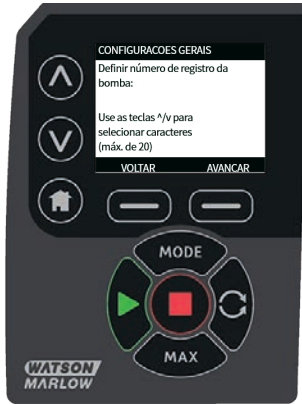 CONFIGURACOES GERAIS
Definir número de registro da
bomba:
Use as teclas ^/v para
selecionar caracteres
(máx. de 20)
VOLTAR AVANCAR
MODE
MAX
WATSON
MARLOW